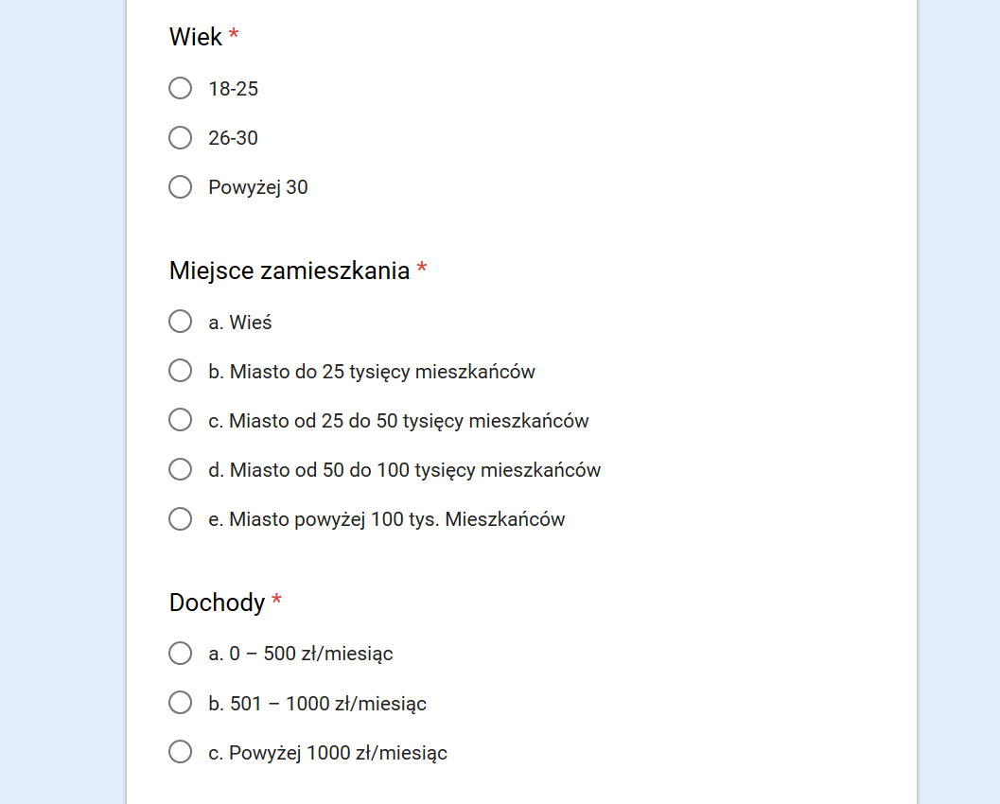 Wiek *
18-25
26-30
Powyżej 30
Miejsce zamieszkania *
a. Wieś
b. Miasto do 25 tysięcy mieszkańców
c. Miasto od 25 do 50 tysięcy mieszkańców
d. Miasto od 50 do 100 tysięcy mieszkańców
e. Miasto powyżej 100 tys. Mieszkańców
Dochody *
a. 0 – 500 zł/miesiąc
b. 501 – 1000 zł/miesiąc
c. Powyżej 1000 zł/miesiąc